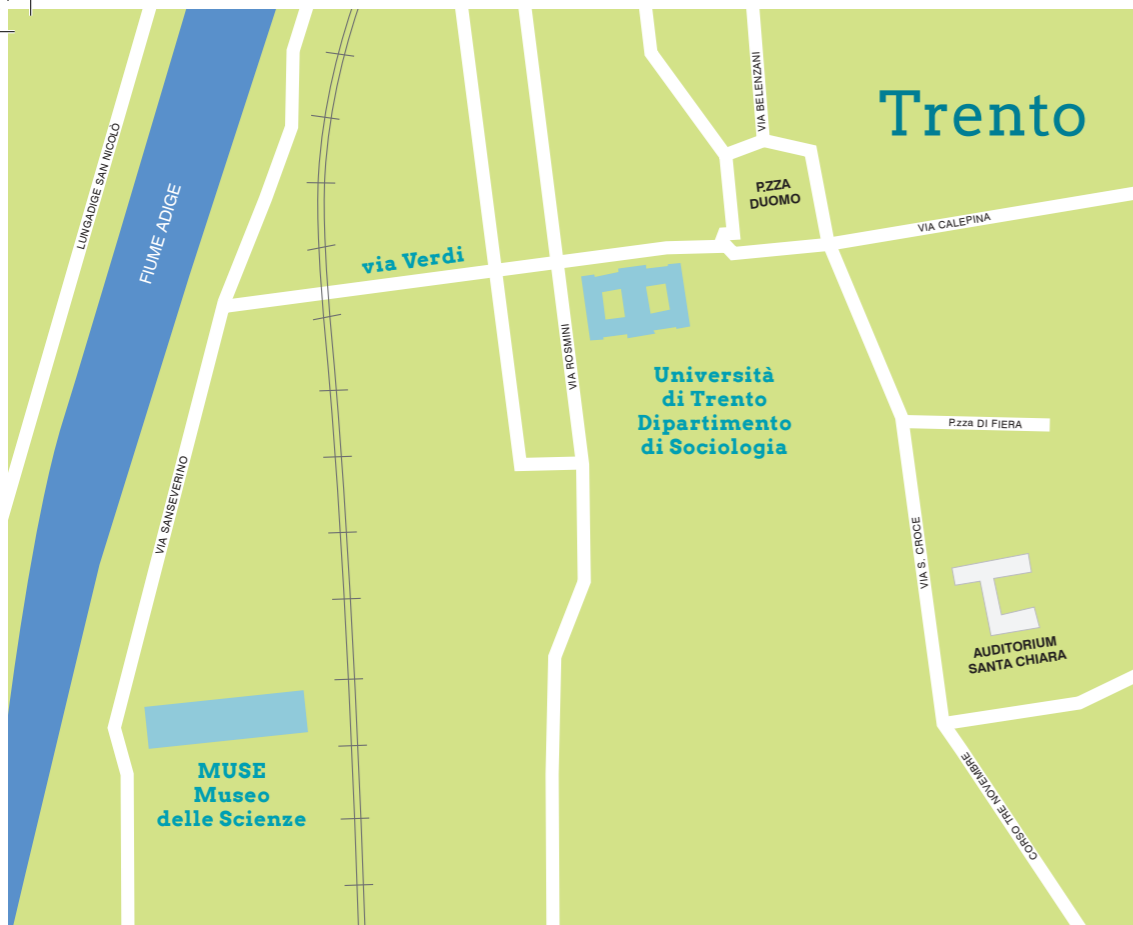 Trento
VIA BELENZANI
LUNGADIGE SAN NICOLÒ
P.ZZA
DUOMO
FIUME ADIGE
VIA CALEPINA
via Verdi
VIA ROSMINI
Università
di Trento
Dipartimento
di Sociologia
P.zza DI FIERA
VIA SANSEVERINO
VIA S. CROCE
AUDITORIUM
SANTA CHIARA
MUSE
Museo
delle Scienze
CORSO TRE NOVEMBRE